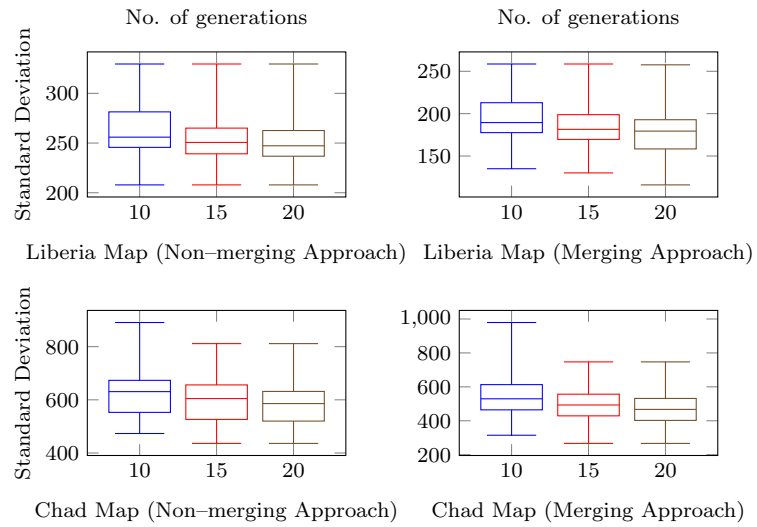 No. of generations
No. of generations
Standard Deviation
300
250
200
10 15 20
Liberia Map (Non–merging Approach)
250
200
150
10 15 20
Liberia Map (Merging Approach)
Standard Deviation
800
600
400
10 15 20
Chad Map (Non–merging Approach)
1,000
800
600
400
200
10 15 20
Chad Map (Merging Approach)